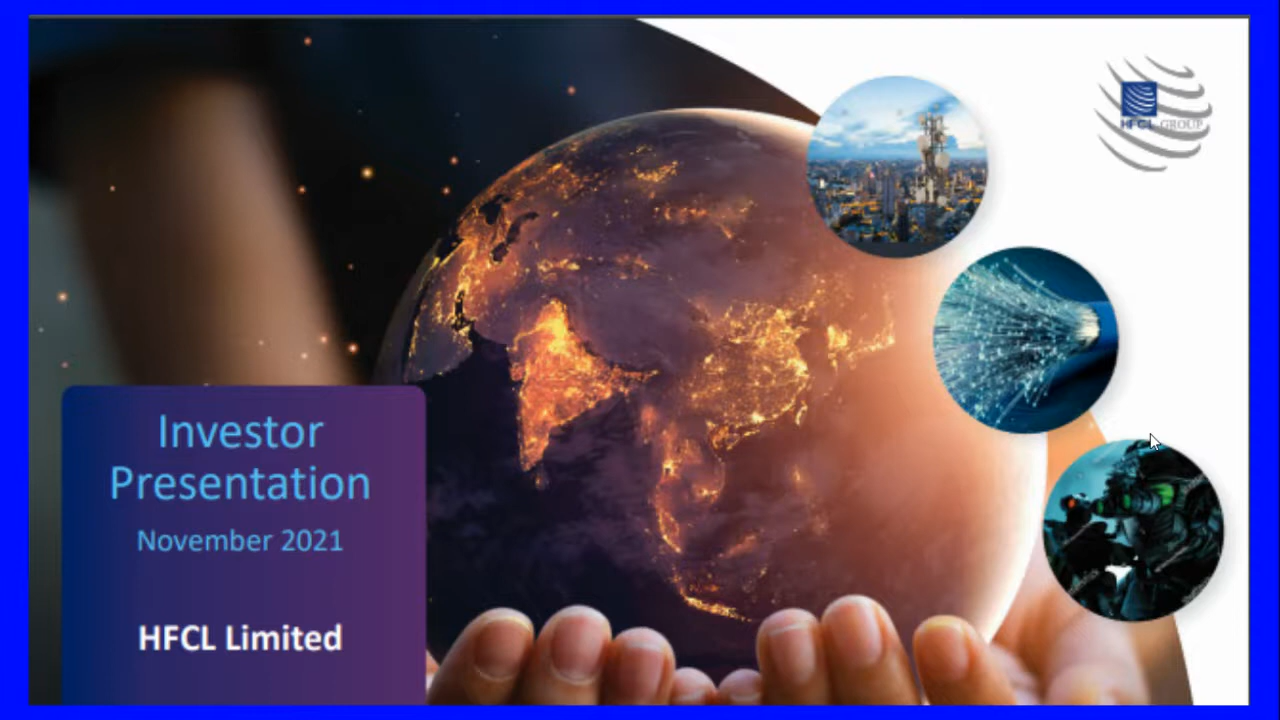 HFCL GROUP
Investor
Presentation
November 2021
HFCL Limited